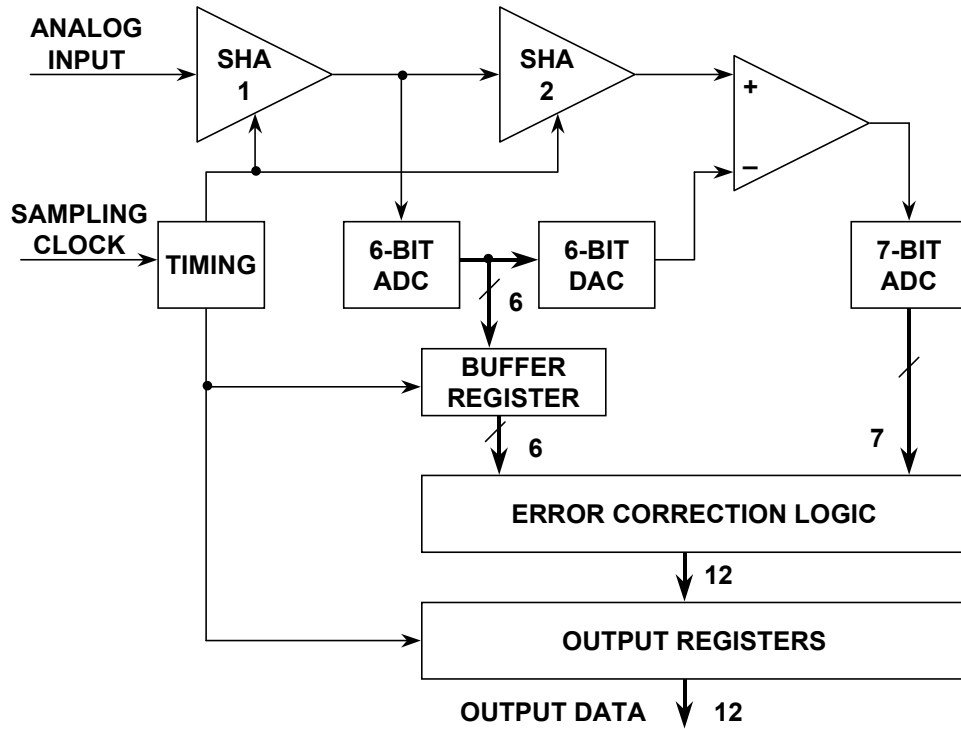 ANALOG
INPUT
SHA
1
SHA
2
+
–
SAMPLING
CLOCK
TIMING
6-BIT
ADC
6-BIT
DAC
7-BIT
ADC
6
BUFFER
REGISTER
6
7
ERROR CORRECTION LOGIC
12
OUTPUT REGISTERS
OUTPUT DATA
12